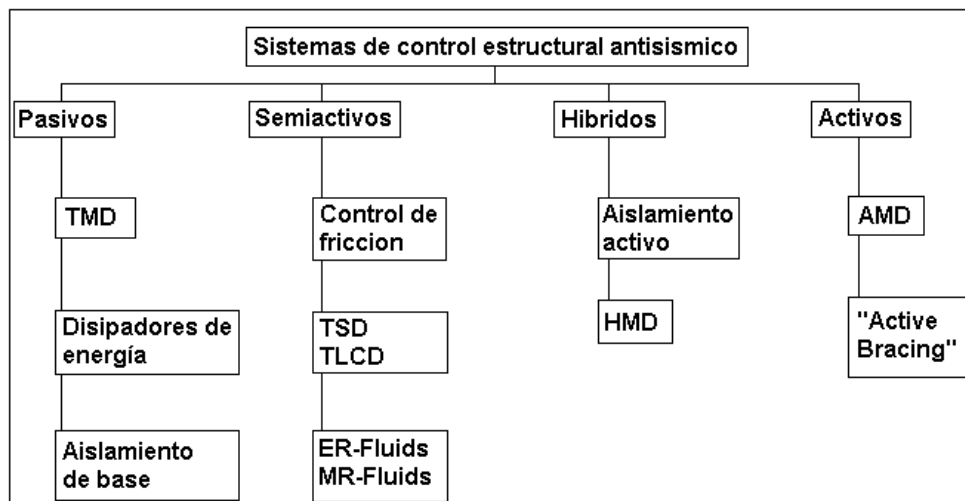 Sistemas de control estructural antisismico
Pasivos
Semiactivos
Hibridos
Activos
TMD
Control de
friccion
Aislamiento
activo
AMD
Disipadores de
energía
TSD
TLCD
HMD
"Active
Bracing"
Aislamiento
de base
ER-Fluids
MR-Fluids